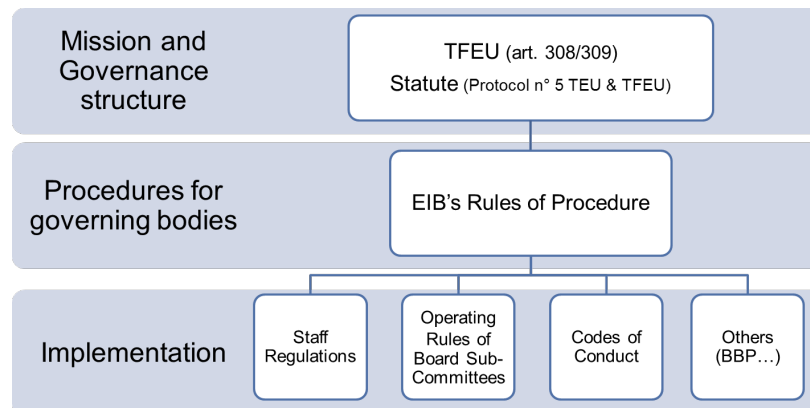 Mission and
Governance
structure
TFEU (art. 308/309)
Statute (Protocol n° 5 TEU & TFEU)
Procedures for
governing bodies
EIB's Rules of Procedure
Implementation
Staff
Regulations
Operating
Rules of
Board Sub-
Committees
Codes of
Conduct
Others
(BBP...)